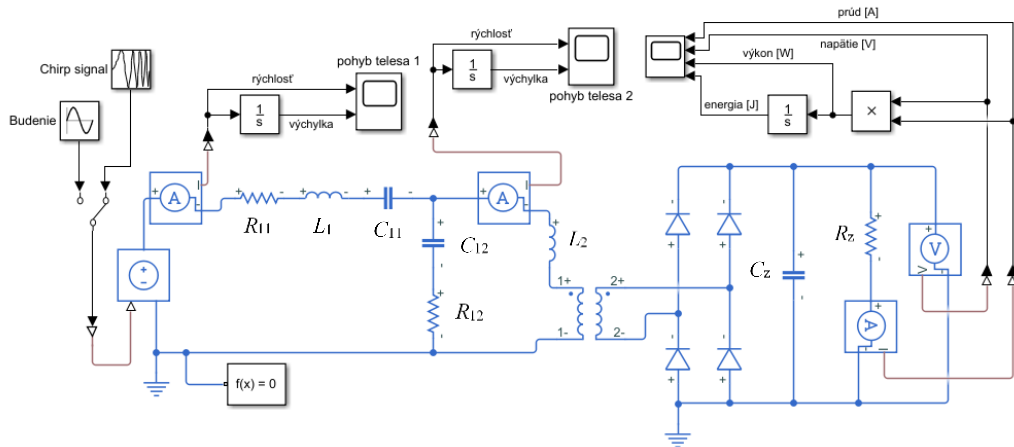 prúd [A]
napätie [V]
výkon [W]
energia [J]
1
s
×
rýchlosť
1
s
výchylka
pohyb telesa 2
pohyb telesa 1
rýchlosť
1
s
výchylka
Chirp signal
Budenie
A
R11
L1
C11
C12
R12
A
L2
1+
1-
2+
2-
Cz
Rz
V
V
A
I
I
I
f(x) = 0